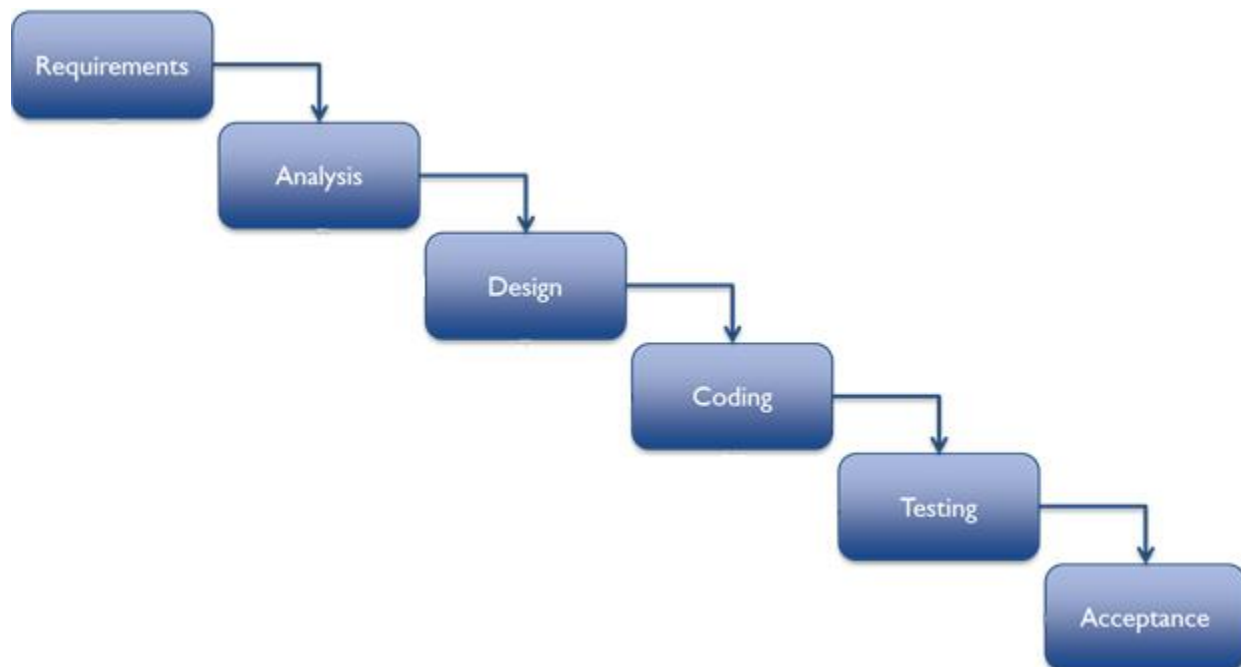 Requirements
Analysis
Design
Coding
Testing
Acceptance